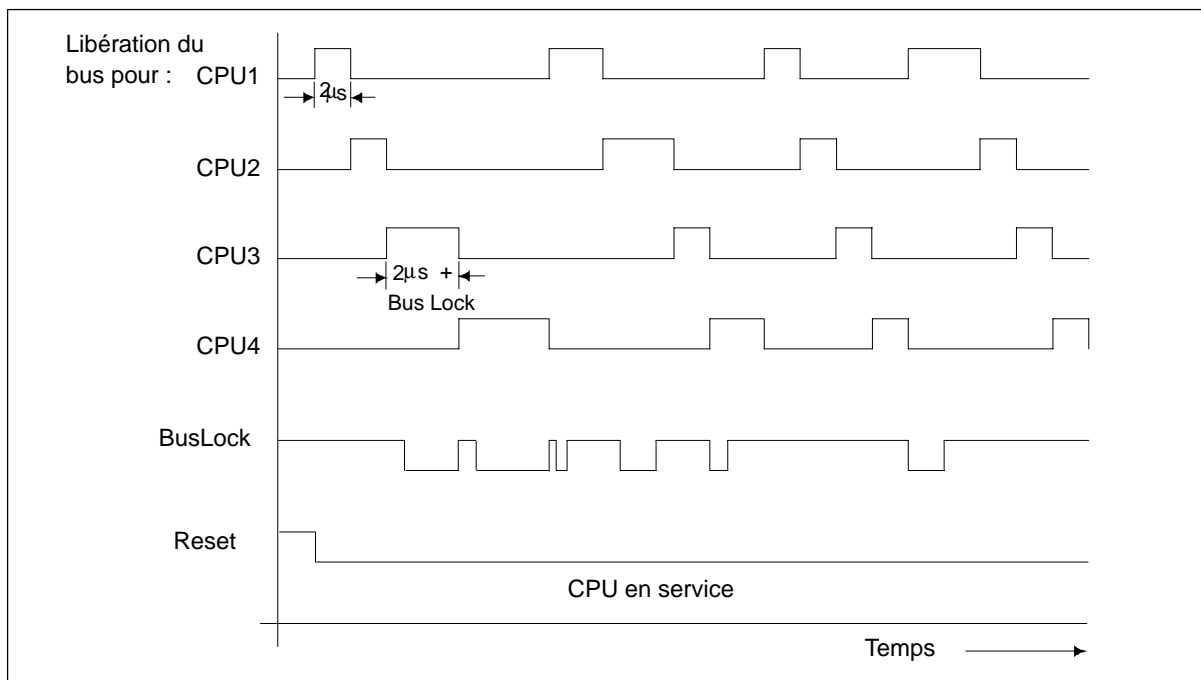 Libération du
bus pour : CPU1
2µs
CPU2
CPU3
2µs +
Bus Lock
CPU4
BusLock
Reset
CPU en service
Temps